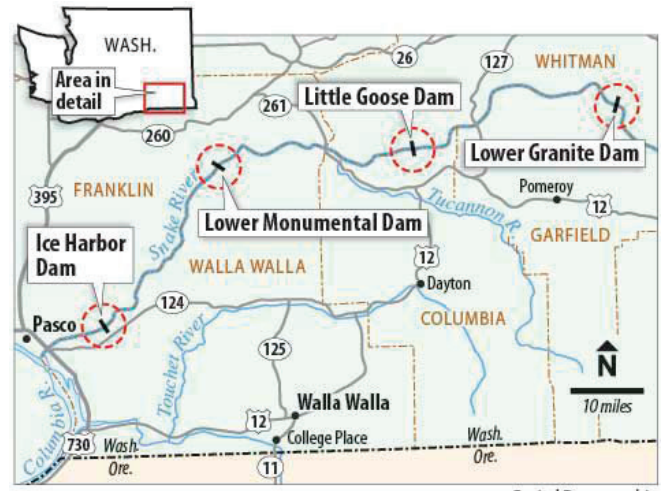 WASH.
Area in
detail
26
127
WHITMAN
261
Little Goose Dam
260
Lower Granite Dam
395
FRANKLIN
Snake River
Lower Monumental Dam
Tucannon R.
Pomeroy
12
GARFIELD
Ice Harbor
Dam
WALLA WALLA
12
Dayton
124
COLUMBIA
Pasco
Touchet River
125
N
10 miles
Columbia R.
Walla Walla
12
730
College Place
Wash.
Ore.
Wash.
Ore.
11